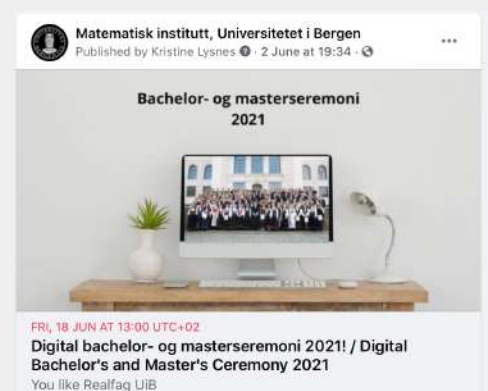 Matematisk institutt, Universitetet i Bergen
Published by Kristine Lysnes · 2 June at 19:34 ·
Bachelor- og masterseremoni
2021
FRI, 18 JUN AT 13:00 UTC+02
Digital bachelor- og masterseremoni 2021! / Digital
Bachelor's and Master's Ceremony 2021
You like Realfag UiB